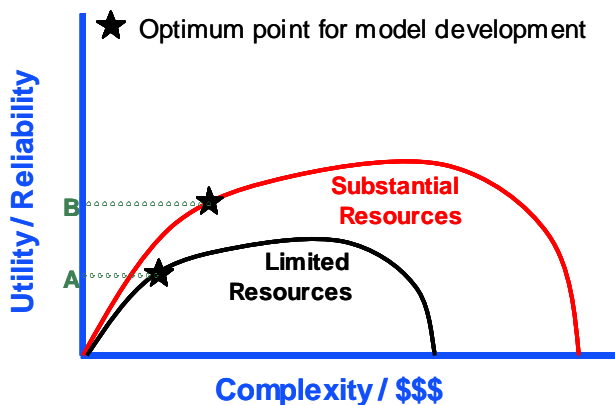 Optimum point for model development
Utility / Reliability
B
A
Substantial
Resources
Limited
Resources
Complexity / $$$